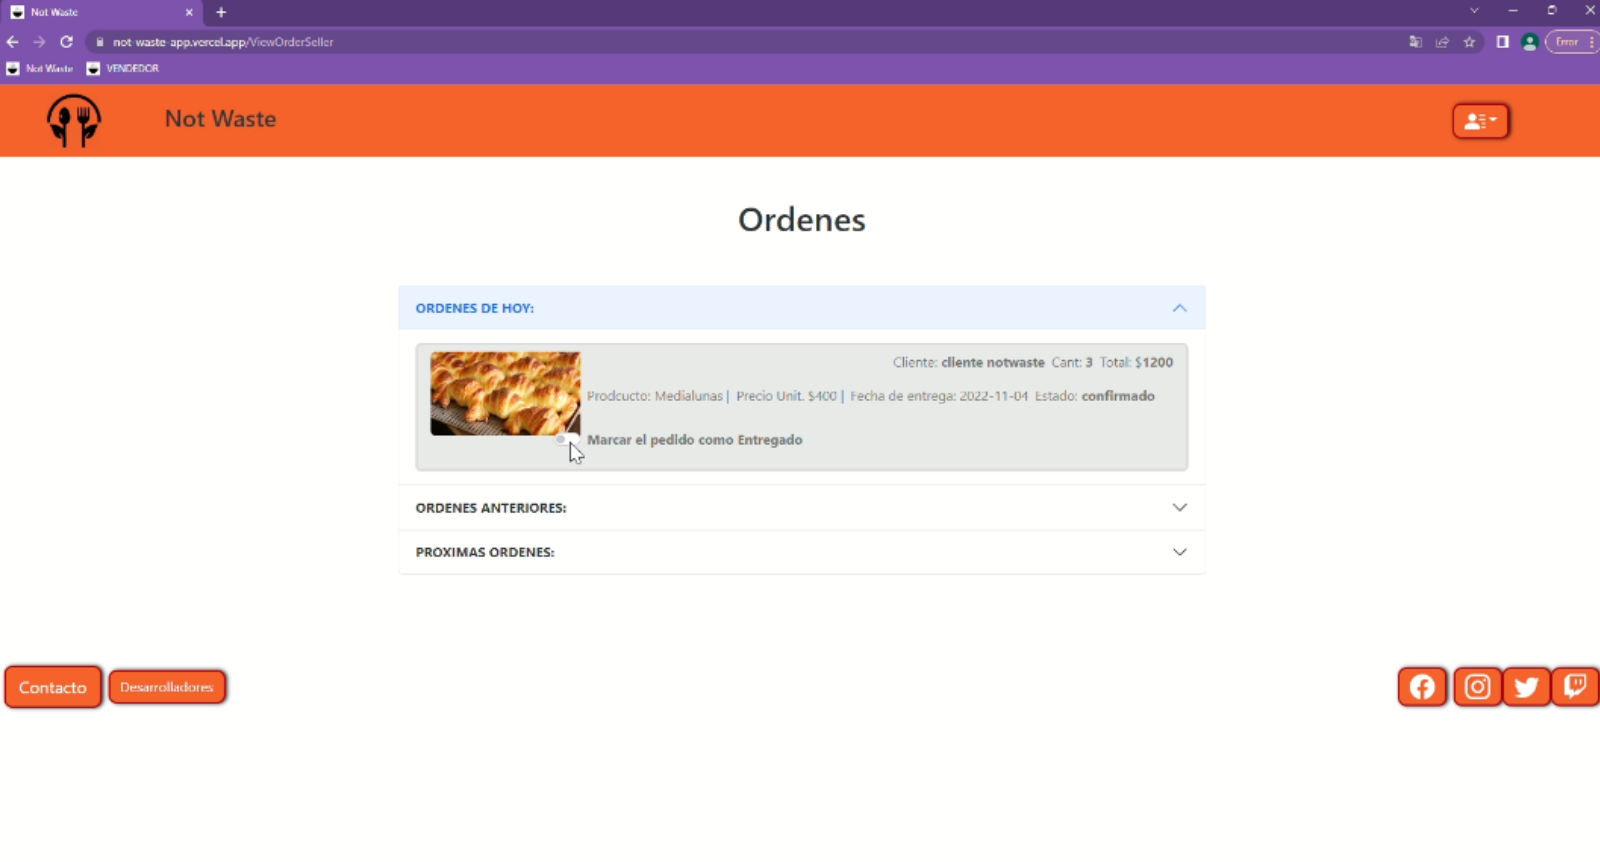 Not Waste
not-waste-app.vercel.app/ViewOrderSeller
Error
Not Waste
VENDEDOR
Not Waste
Ordenes
ORDENES DE HOY:
Cliente: cliente notwaste Cant: 3 Total: $1200
Prodcucto: Medialunas | Precio Unit. $400 | Fecha de entrega: 2022-11-04 Estado: confirmado
Marcar el pedido como Entregado
ORDENES ANTERIORES:
PROXIMAS ORDENES:
Contacto
Desarrolladores